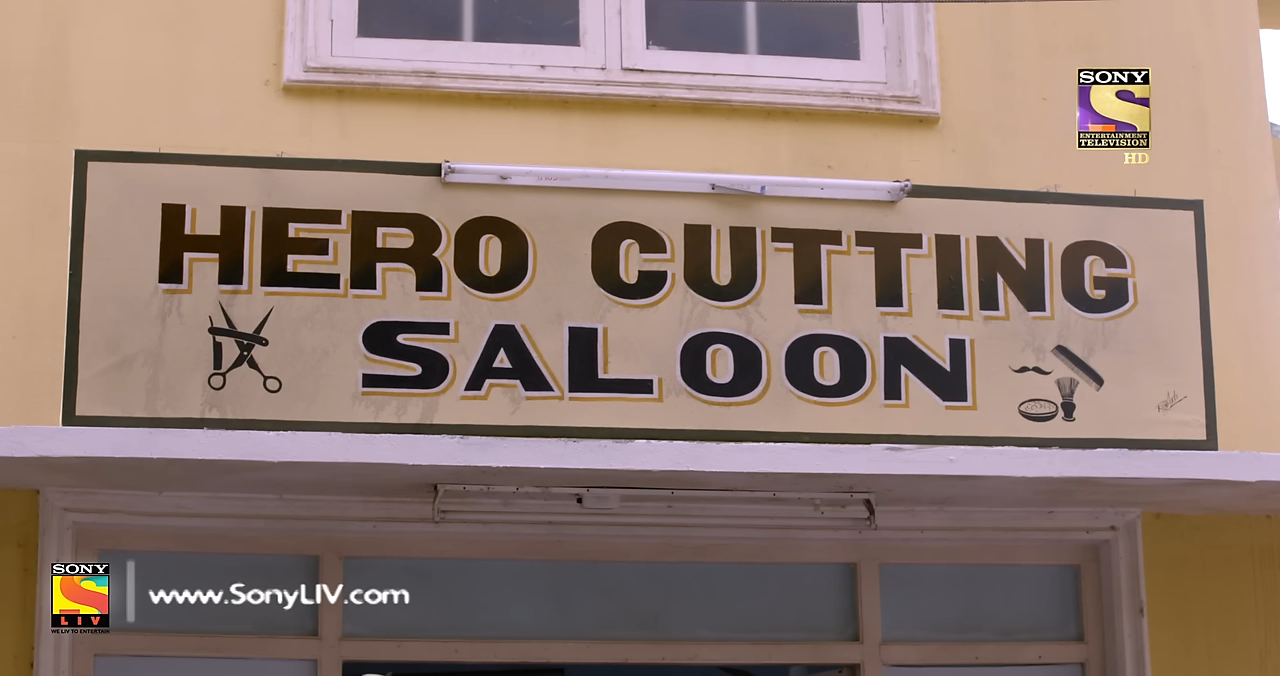 SONY
ENTERTAINMENT
TELEVISION
HD
HERO CUTTING
SALOON
SONY
LIV
WE LIV TO ENTERTAIN
www.SonyLIV.com